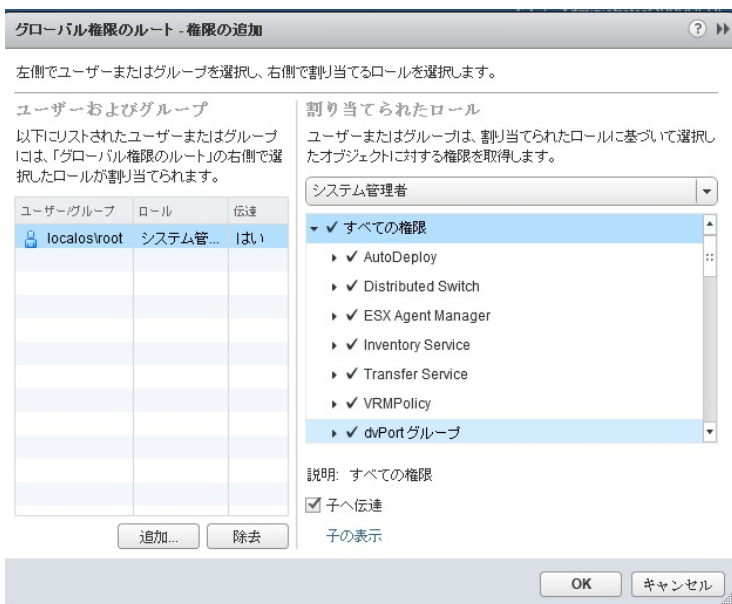 グローバル権限のルート - 権限の追加
左側でユーザーまたはグループを選択し、右側で割り当てるロールを選択します。
ユーザーおよびグループ
以下にリストされたユーザーまたはグループ
には、「グローバル権限のルート」の右側で選
択したロールが割り当てられます。
ユーザー/グループ ロール 伝達
localos\root システム管... はい
追加... 除去
割り当てられたロール
ユーザーまたはグループは、割り当てられたロールに基づいて選択し
たオブジェクトに対する権限を取得します。
システム管理者
すべての権限
AutoDeploy
Distributed Switch
ESX Agent Manager
Inventory Service
Transfer Service
VRMPolicy
dvPort グループ
説明: すべての権限
子へ伝達
子の表示
OK キャンセル